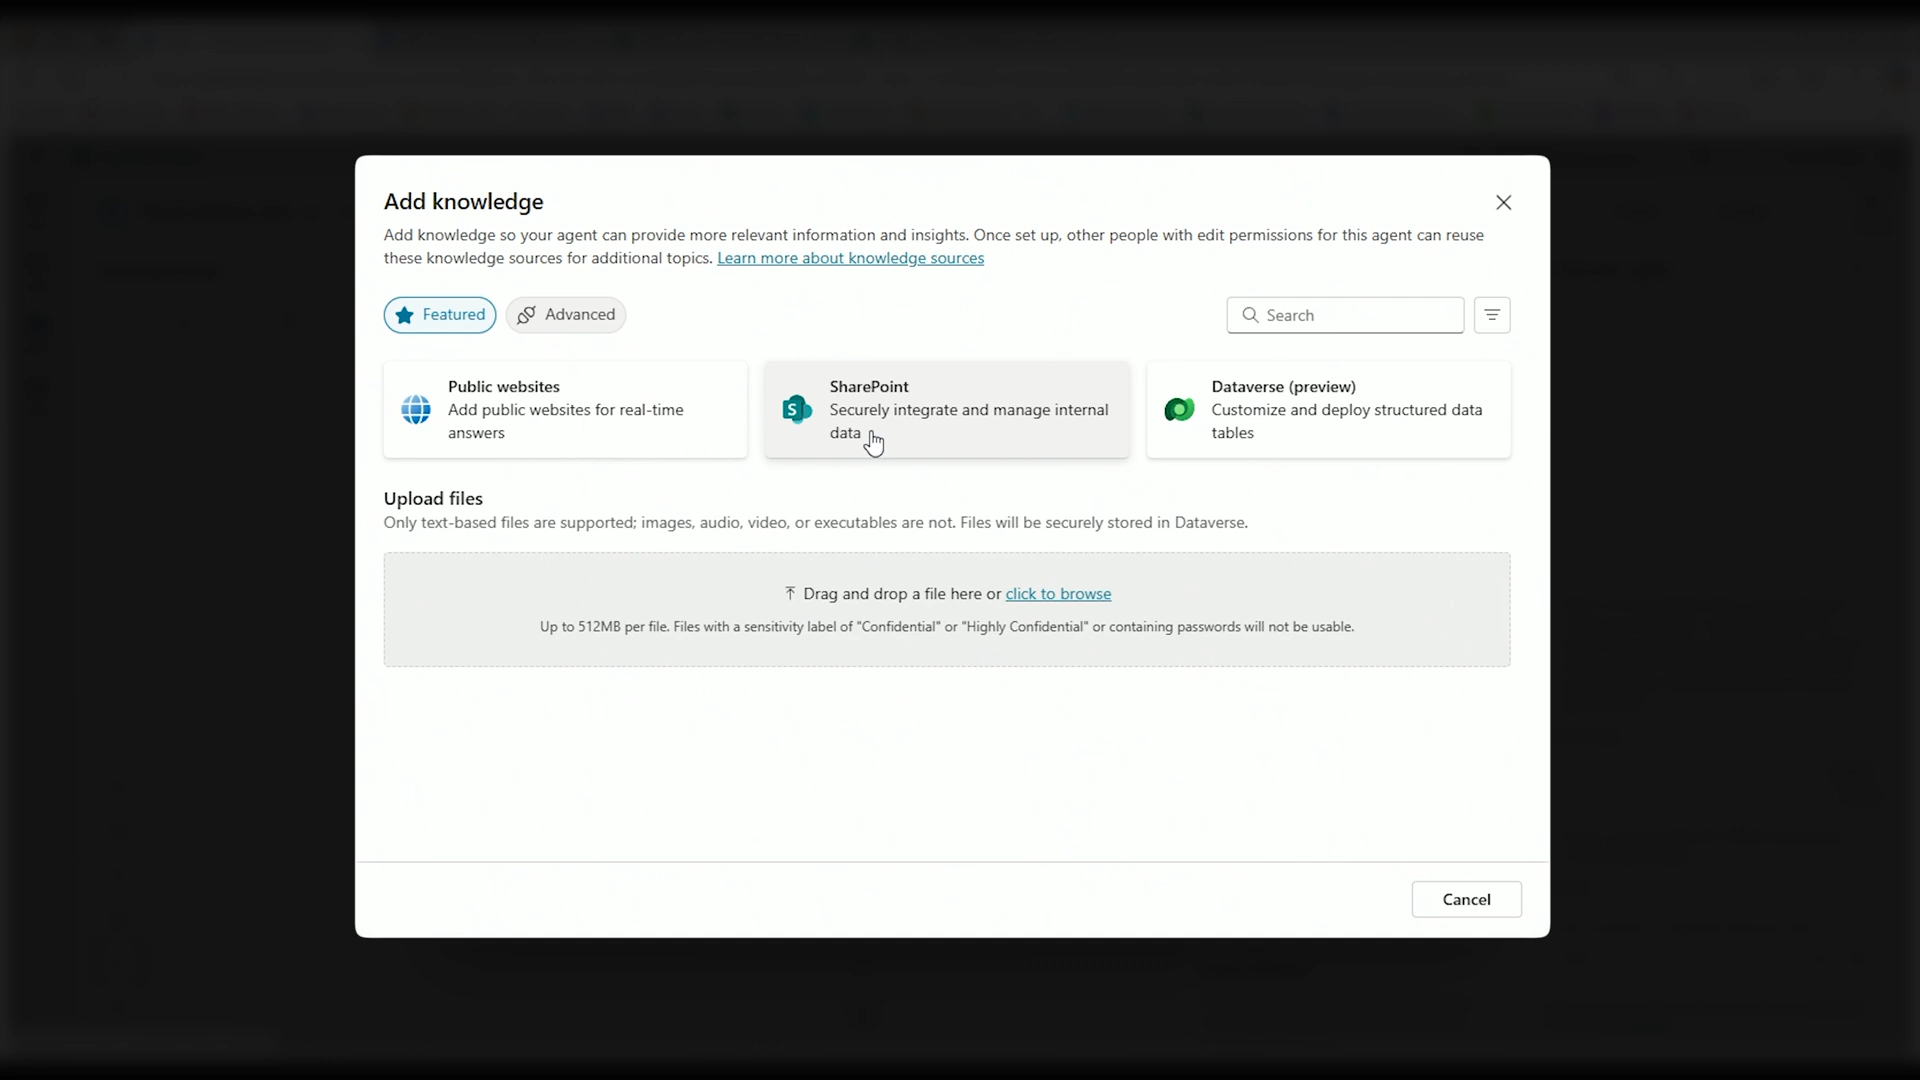 Add knowledge
Add knowledge so your agent can provide more relevant information and insights. Once set up, other people with edit permissions for this agent can reuse
these knowledge sources for additional topics. Learn more about knowledge sources
Featured
Advanced
Search
Public websites
Add public websites for real-time
answers
SharePoint
Securely integrate and manage internal
data
Dataverse (preview)
Customize and deploy structured data
tables
Upload files
Only text-based files are supported; images, audio, video, or executables are not. Files will be securely stored in Dataverse.
Drag and drop a file here or click to browse
Up to 512MB per file. Files with a sensitivity label of "Confidential" or "Highly Confidential" or containing passwords will not be usable.
Cancel